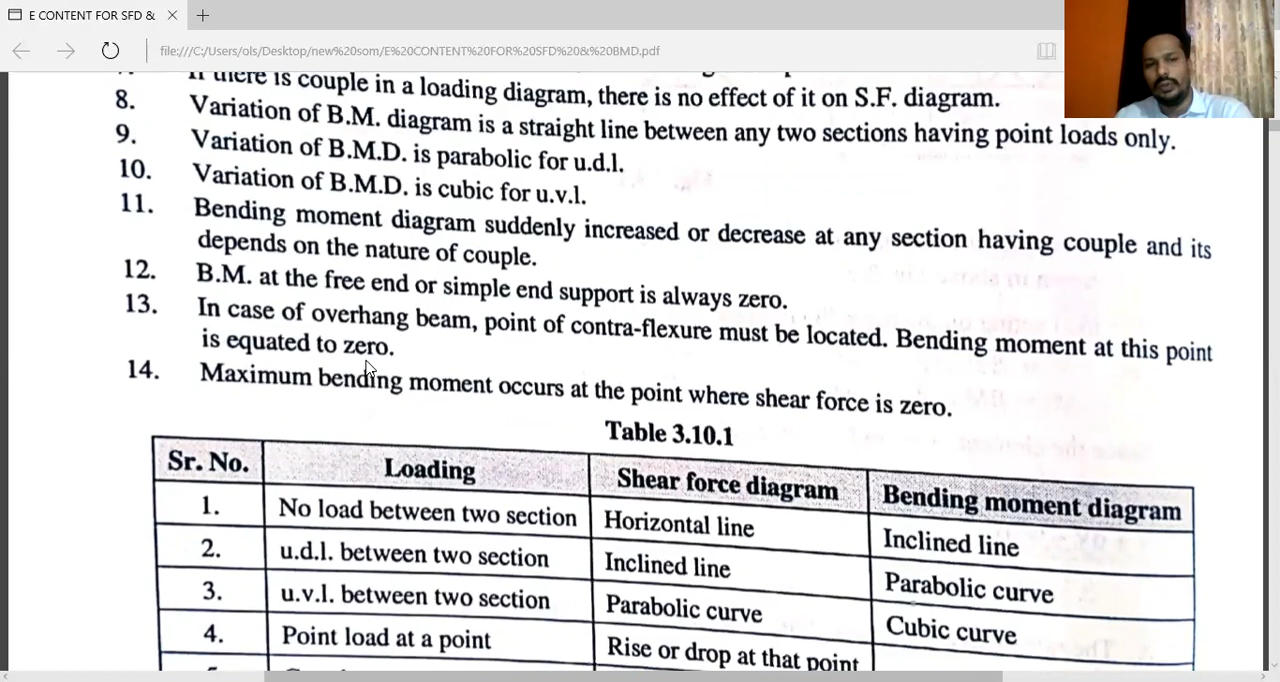 E CONTENT FOR SFD &
file:///C:/Users/ols/Desktop/new%20som/E%20CONTENT%20FOR%20SFD%20&%20BMD.pdf
If there is couple in a loading diagram, there is no effect of it on S.F. diagram.
8. Variation of B.M. diagram is a straight line between any two sections having point loads only.
9. Variation of B.M.D. is parabolic for u.d.l.
10. Variation of B.M.D. is cubic for u.v.l.
11. Bending moment diagram suddenly increased or decrease at any section having couple and its
depends on the nature of couple.
12. B.M. at the free end or simple end support is always zero.
13. In case of overhang beam, point of contra-flexure must be located. Bending moment at this point
is equated to zero.
14. Maximum bending moment occurs at the point where shear force is zero.
Table 3.10.1
Sr. No. Loading Shear force diagram Bending moment diagram
1. No load between two section Horizontal line Inclined line
2. u.d.l. between two section Inclined line Parabolic curve
3. u.v.l. between two section Parabolic curve Cubic curve
4. Point load at a point Rise or drop at that point